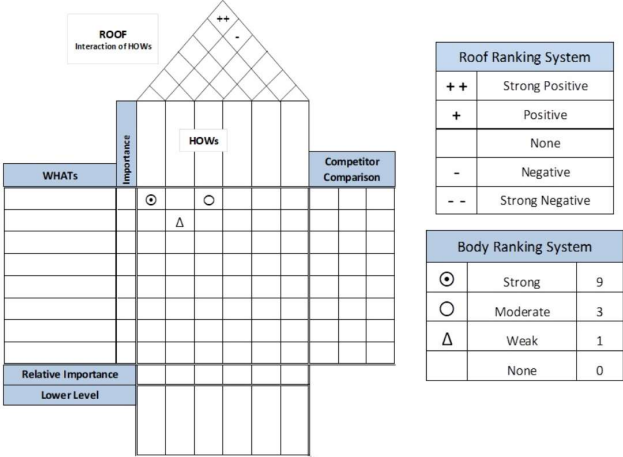 ROOF
Interaction of HOWs
++
-
Importance
HOWs
WHATs
Competitor
Comparison
Δ
Relative Importance
Lower Level
Roof Ranking System
+ + Strong Positive
+ Positive
None
- Negative
- - Strong Negative
Body Ranking System
⊙ Strong 9
○ Moderate 3
Δ Weak 1
None 0